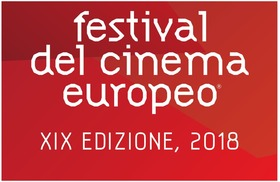 festival
del cinema
europeo
XIX EDIZIONE, 2018